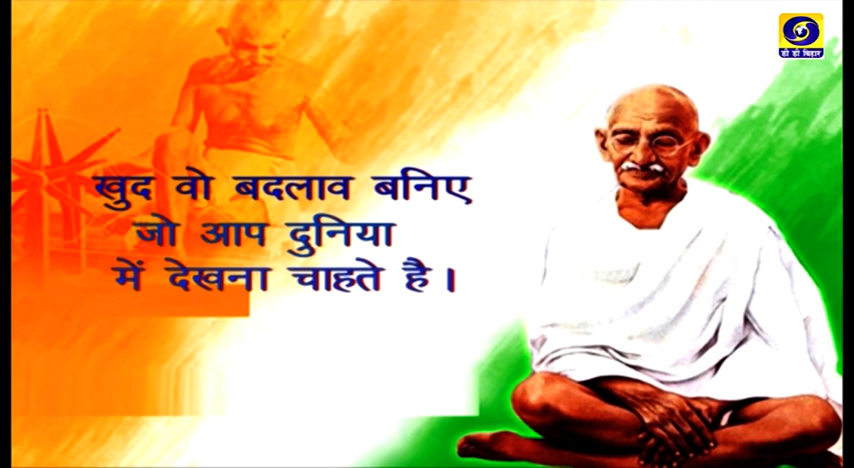 डी डी बिहार
खुद वो बदलाव बनिए
जो आप दुनिया
में देखना चाहते है।